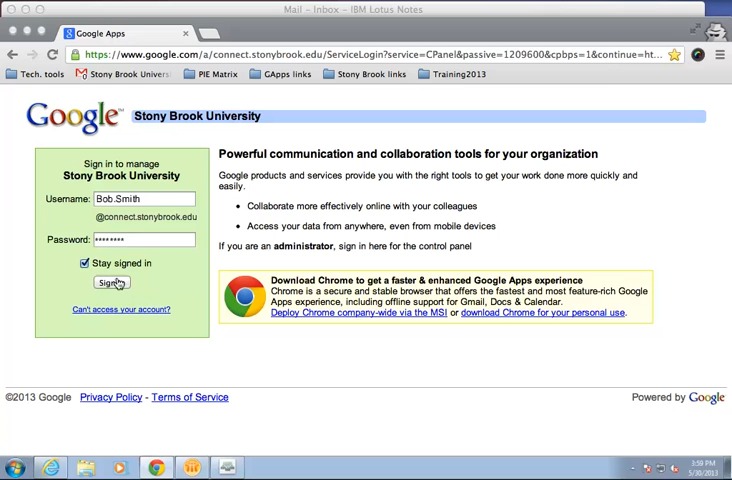 Mail – Inbox – IBM Lotus Notes
Google Apps
https://www.google.com/a/connect.stonybrook.edu/ServiceLogin?service=CPanel&passive=1209600&cpbps=1&continue=ht...
Tech. tools
Stony Brook Univers
PIE Matrix
GApps links
Stony Brook links
Training2013
Google™
Stony Brook University
Sign in to manage
Stony Brook University
Username: Bob.Smith
@connect.stonybrook.edu
Password: ********
Stay signed in
Can't access your account?
Powerful communication and collaboration tools for your organization
Google products and services provide you with the right tools to get your work done more quickly and
easily.
• Collaborate more effectively online with your colleagues
• Access your data from anywhere, even from mobile devices
If you are an administrator, sign in here for the control panel
Download Chrome to get a faster & enhanced Google Apps experience
Chrome is a secure and stable browser that offers the fastest and most feature-rich Google
Apps experience, including offline support for Gmail, Docs & Calendar.
Deploy Chrome company-wide via the MSI or download Chrome for your personal use.
©2013 Google Privacy Policy - Terms of Service
Powered by Google
3:59 PM
5/30/2013